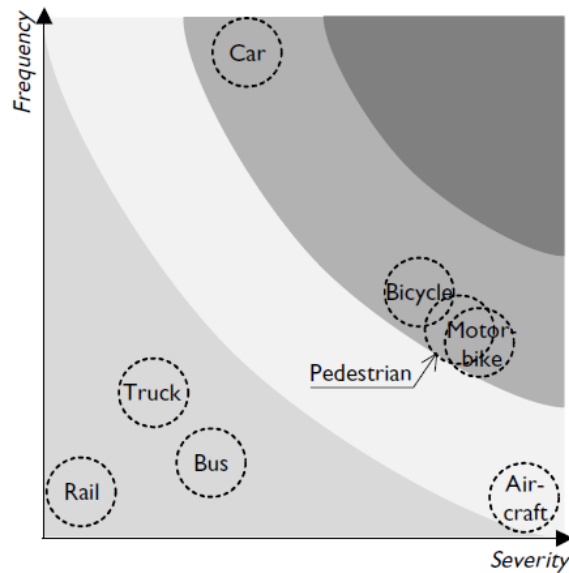 Frequency
Car
Bicycle
Motor-
bike
Pedestrian
Truck
Bus
Rail
Air-
craft
Severity